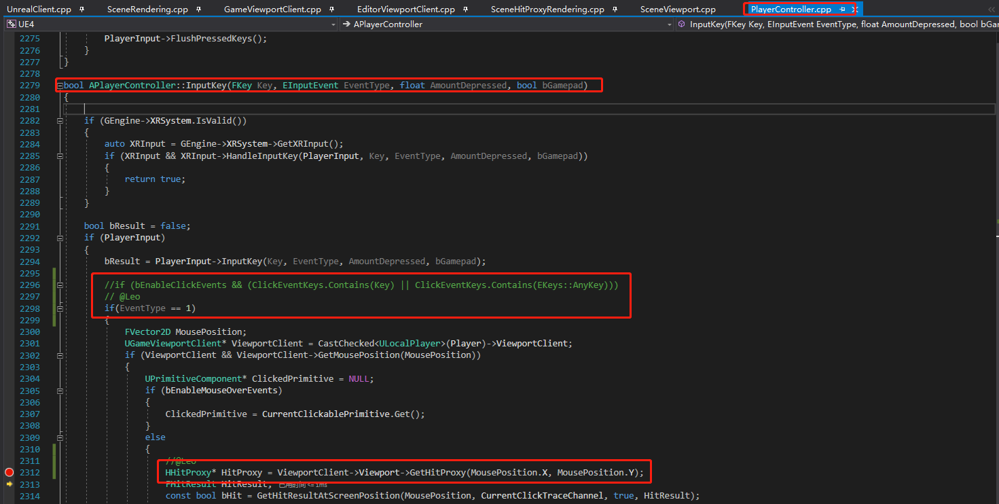 UnrealClient.cpp SceneRendering.cpp GameViewportClient.cpp EditorViewportClient.cpp SceneHitProxyRendering.cpp SceneViewport.cpp PlayerController.cpp
UE4 APlayerController InputKey(FKey Key, EInputEvent EventType, float AmountDepressed, bool bGa
2275 PlayerInput->FlushPressedKeys();
2276 }
2277 }
2278
2279 bool APlayerController::InputKey(FKey Key, EInputEvent EventType, float AmountDepressed, bool bGamepad)
2280 {
2281
2282 if (GEngine->XRSystem.IsValid())
2283 {
2284 auto XRInput = GEngine->XRSystem->GetXRInput();
2285 if (XRInput && XRInput->HandleInputKey(PlayerInput, Key, EventType, AmountDepressed, bGamepad))
2286 {
2287 return true;
2288 }
2289 }
2290
2291 bool bResult = false;
2292 if (PlayerInput)
2293 {
2294 bResult = PlayerInput->InputKey(Key, EventType, AmountDepressed, bGamepad);
2295
2296 //if (bEnableClickEvents && (ClickEventKeys.Contains(Key) || ClickEventKeys.Contains(EKeys::AnyKey)))
2297 // @Leo
2298 if(EventType == 1)
2299 {
2300 FVector2D MousePosition;
2301 UGameViewportClient* ViewportClient = CastChecked<ULocalPlayer>(Player)->ViewportClient;
2302 if (ViewportClient && ViewportClient->GetMousePosition(MousePosition))
2303 {
2304 UPrimitiveComponent* ClickedPrimitive = NULL;
2305 if (bEnableMouseOverEvents)
2306 {
2307 ClickedPrimitive = CurrentClickablePrimitive.Get();
2308 }
2309 else
2310 {
2311 //@Leo
2312 HHitProxy* HitProxy = ViewportClient->Viewport->GetHitProxy(MousePosition.X, MousePosition.Y);
2313 FHitResult HitResult; 已用时间<=1ms
2314 const bool bHit = GetHitResultAtScreenPosition(MousePosition, CurrentClickTraceChannel, true, HitResult);